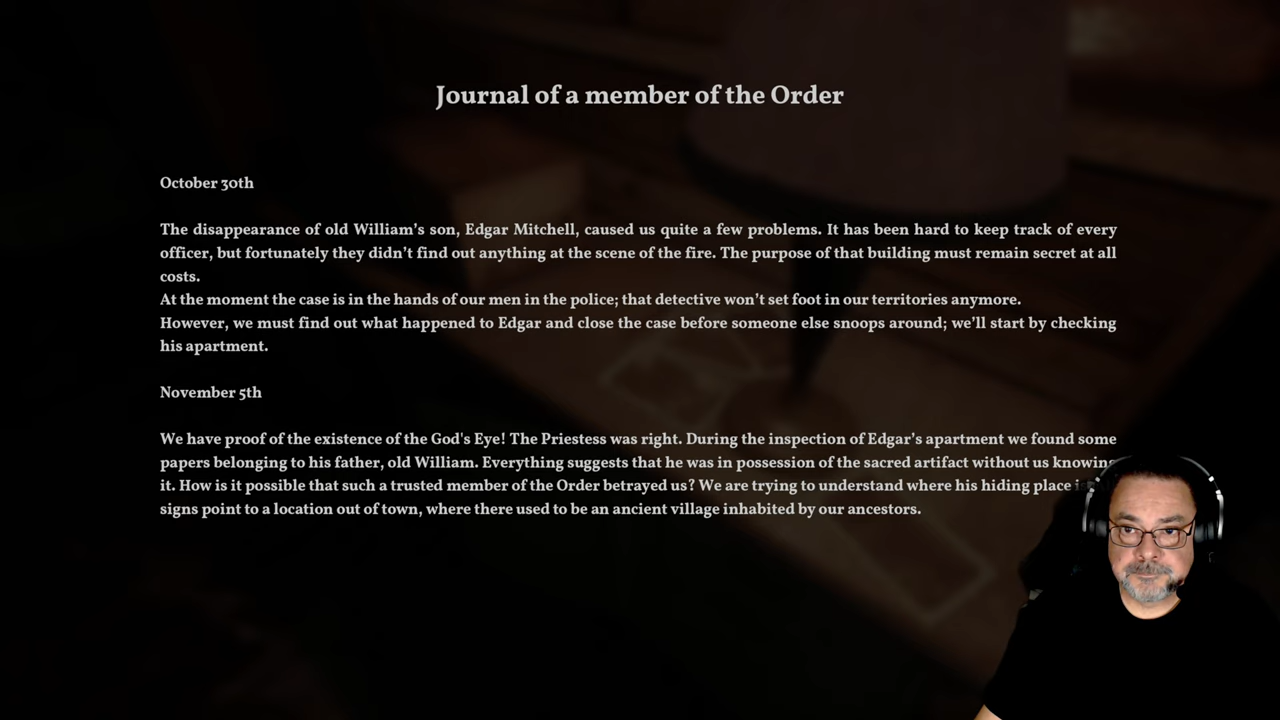 Journal of a member of the Order
October 30th
The disappearance of old William's son, Edgar Mitchell, caused us quite a few problems. It has been hard to keep track of every
officer, but fortunately they didn't find out anything at the scene of the fire. The purpose of that building must remain secret at all
costs.
At the moment the case is in the hands of our men in the police; that detective won't set foot in our territories anymore.
However, we must find out what happened to Edgar and close the case before someone else snoops around; we'll start by checking
his apartment.
November 5th
We have proof of the existence of the God's Eye! The Priestess was right. During the inspection of Edgar's apartment we found some
papers belonging to his father, old William. Everything suggests that he was in possession of the sacred artifact without us knowing
it. How is it possible that such a trusted member of the Order betrayed us? We are trying to understand where his hiding place
signs point to a location out of town, where there used to be an ancient village inhabited by our ancestors.